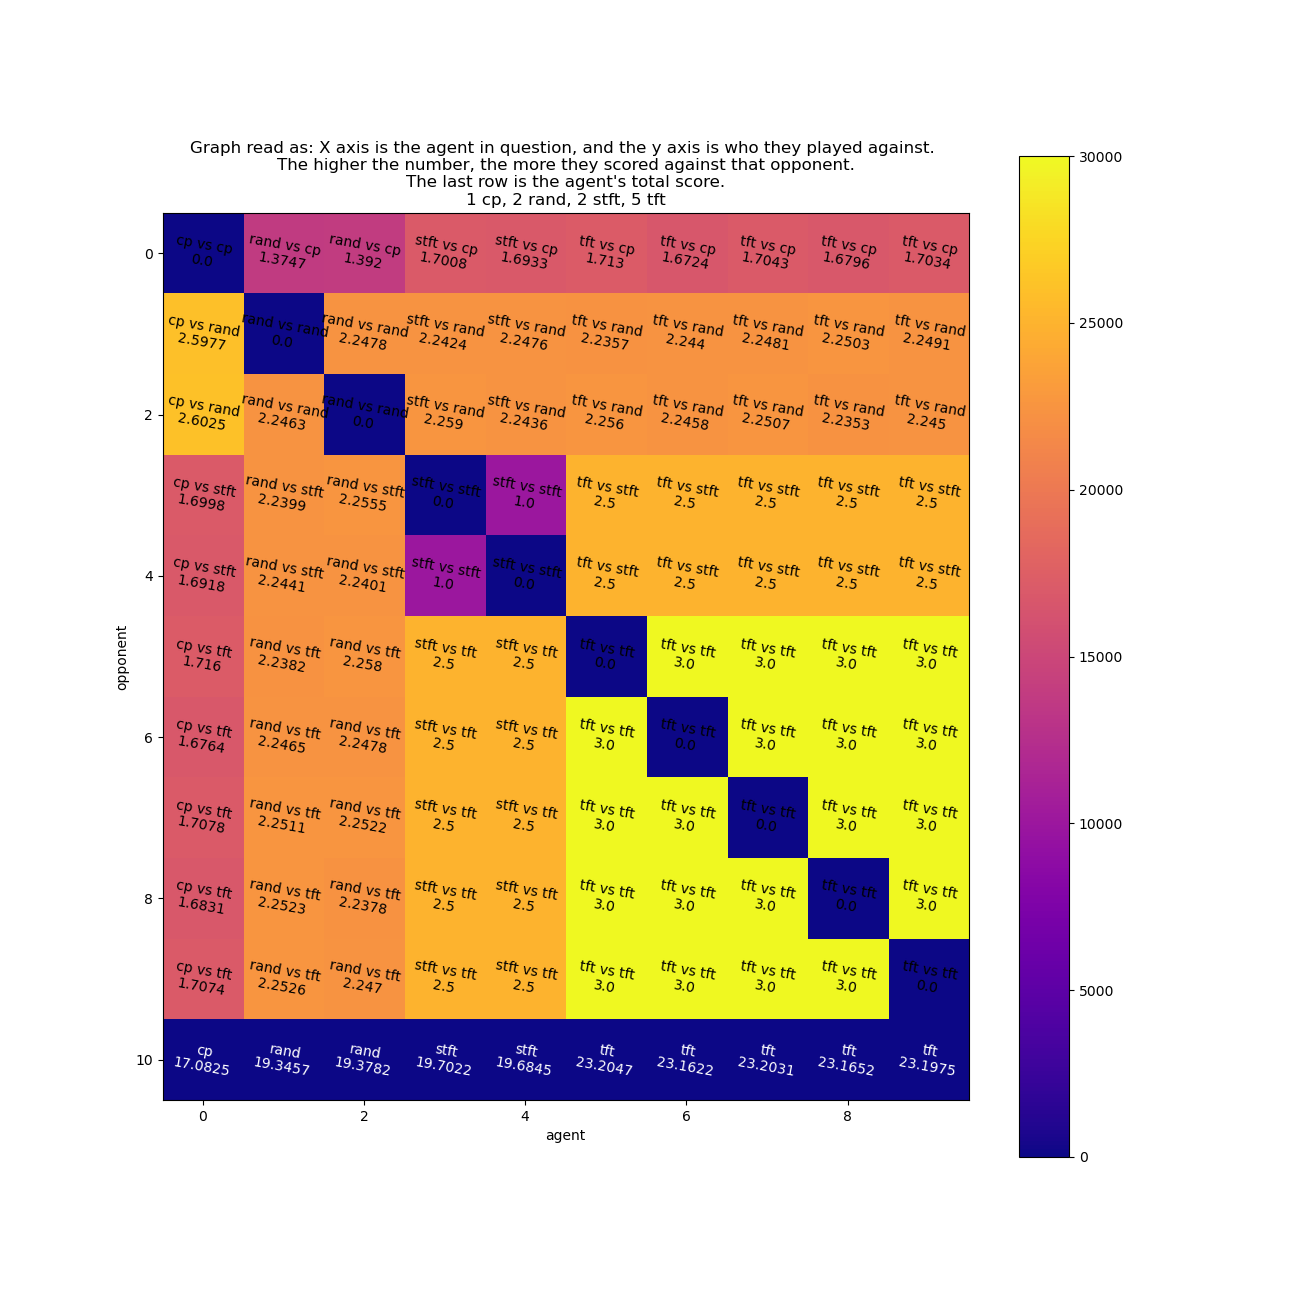 Graph read as: X axis is the agent in question, and the y axis is who they played against.
The higher the number, the more they scored against that opponent.
The last row is the agent's total score.
1 cp, 2 rand, 2 stft, 5 tft
cp vs cp rand vs cp rand vs cp stft vs cp stft vs cp tft vs cp tft vs cp tft vs cp tft vs cp tft vs cp
0 0.0 1.3747 1.392 1.7008 1.6933 1.713 1.6724 1.7043 1.6796 1.7034
cp vs rand rand vs rand rand vs rand stft vs rand stft vs rand tft vs rand tft vs rand tft vs rand tft vs rand tft vs rand
2.5977 0.0 2.2478 2.2424 2.2476 2.2357 2.244 2.2481 2.2503 2.2491
cp vs rand rand vs rand rand vs rand stft vs rand stft vs rand tft vs rand tft vs rand tft vs rand tft vs rand tft vs rand
2 2.6025 2.2463 0.0 2.259 2.2436 2.256 2.2458 2.2507 2.2353 2.245
cp vs stft rand vs stft rand vs stft stft vs stft stft vs stft tft vs stft tft vs stft tft vs stft tft vs stft tft vs stft
1.6998 2.2399 2.2555 0.0 1.0 2.5 2.5 2.5 2.5 2.5
cp vs stft rand vs stft rand vs stft stft vs stft stft vs stft tft vs stft tft vs stft tft vs stft tft vs stft tft vs stft
4 1.6918 2.2441 2.2401 1.0 0.0 2.5 2.5 2.5 2.5 2.5
cp vs tft rand vs tft rand vs tft stft vs tft stft vs tft tft vs tft tft vs tft tft vs tft tft vs tft tft vs tft
1.716 2.2382 2.258 2.5 2.5 0.0 3.0 3.0 3.0 3.0
cp vs tft rand vs tft rand vs tft stft vs tft stft vs tft tft vs tft tft vs tft tft vs tft tft vs tft tft vs tft
6 1.6764 2.2465 2.2478 2.5 2.5 3.0 0.0 3.0 3.0 3.0
cp vs tft rand vs tft rand vs tft stft vs tft stft vs tft tft vs tft tft vs tft tft vs tft tft vs tft tft vs tft
1.7078 2.2511 2.2522 2.5 2.5 3.0 3.0 0.0 3.0 3.0
cp vs tft rand vs tft rand vs tft stft vs tft stft vs tft tft vs tft tft vs tft tft vs tft tft vs tft tft vs tft
8 1.6831 2.2523 2.2378 2.5 2.5 3.0 3.0 3.0 0.0 3.0
cp vs tft rand vs tft rand vs tft stft vs tft stft vs tft tft vs tft tft vs tft tft vs tft tft vs tft tft vs tft
1.7074 2.2526 2.247 2.5 2.5 3.0 3.0 3.0 3.0 0.0
cp rand rand stft stft tft tft tft tft tft
10 17.0825 19.3457 19.3782 19.7022 19.6845 23.2047 23.1622 23.2031 23.1652 23.1975
0 2 4 6 8
agent
opponent
30000
25000
20000
15000
10000
5000
0